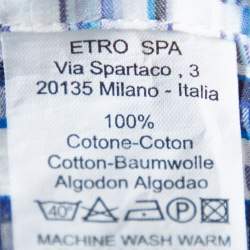 ETRO SPA
Via Spartaco , 3
20135 Milano - Italia
100%
Cotone-Coton
Cotton-Baumwolle
Algodon Algodao
40°
MACHINE WASH WARM